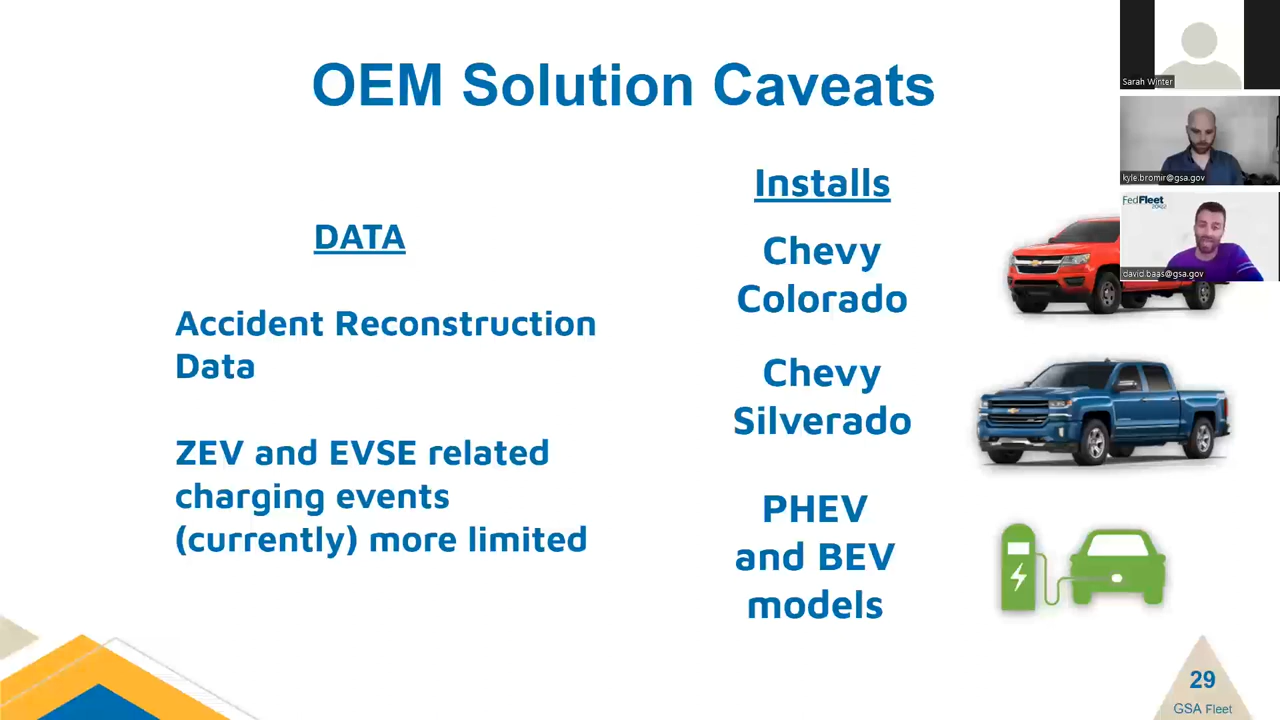 OEM Solution Caveats
DATA
Accident Reconstruction
Data
ZEV and EVSE related
charging events
(currently) more limited
Installs
Chevy
Colorado
Chevy
Silverado
PHEV
and BEV
models
Sarah Winter
kyle.bromir@gsa.gov
FedFleet
david.baas@gsa.gov
29
GSA Fleet